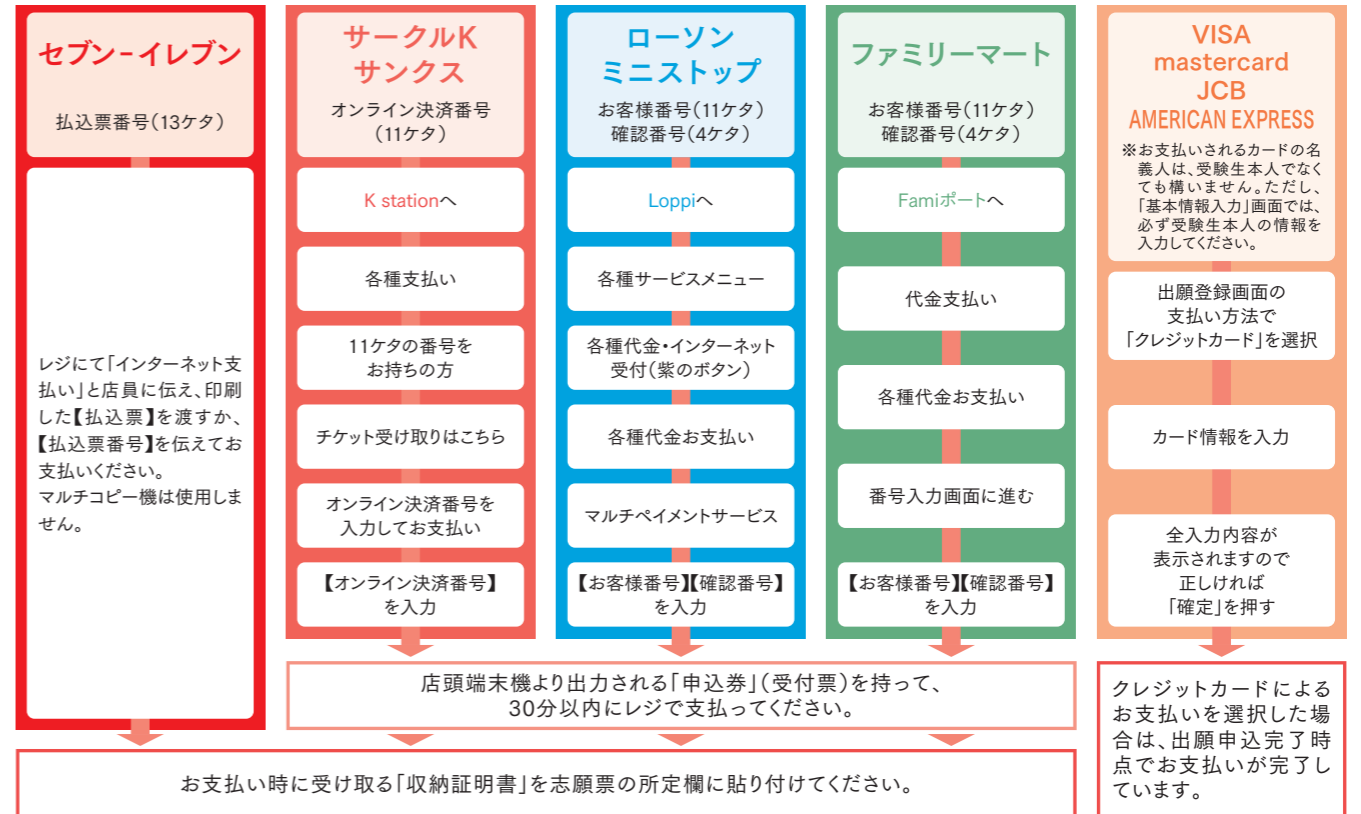 セブン-イレブン
払込票番号(13ケタ)
レジにて「インターネット支
払い」と店員に伝え、印刷
した【払込票】を渡すか、
【払込票番号】を伝えてお
支払いください。
マルチコピー機は使用しま
せん。
サークルK
サンクス
オンライン決済番号
(11ケタ)
K stationへ
各種支払い
11ケタの番号を
お持ちの方
チケット受け取りはこちら
オンライン決済番号を
入力してお支払い
【オンライン決済番号】
を入力
ローソン
ミニストップ
お客様番号(11ケタ)
確認番号(4ケタ)
Loppiへ
各種サービスメニュー
各種代金・インターネット
受付(紫のボタン)
各種代金お支払い
マルチペイメントサービス
【お客様番号】【確認番号】
を入力
ファミリーマート
お客様番号(11ケタ)
確認番号(4ケタ)
Famiポートへ
代金支払い
各種代金お支払い
番号入力画面に進む
【お客様番号】【確認番号】
を入力
店頭端末機より出力される「申込券」(受付票)を持って、
30分以内にレジで支払ってください。
お支払い時に受け取る「収納証明書」を志願票の所定欄に貼り付けてください。
VISA
mastercard
JCB
AMERICAN EXPRESS
※お支払いされるカードの名
義人は、受験生本人でなく
ても構いません。ただし、
「基本情報入力」画面では、
必ず受験生本人の情報を
入力してください。
出願登録画面の
支払い方法で
「クレジットカード」を選択
カード情報を入力
全入力内容が
表示されますので
正しければ
「確定」を押す
クレジットカードによる
お支払いを選択した場
合は、出願申込完了時
点でお支払いが完了し
ています。